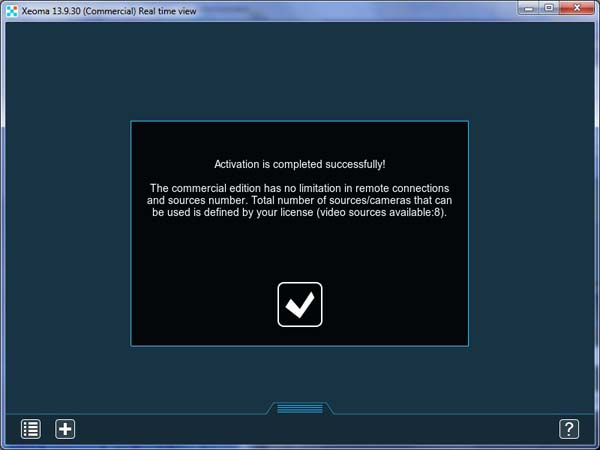 Xeoma 13.9.30 (Commercial) Real time view
Activation is completed successfully!
The commercial edition has no limitation in remote connections
and sources number. Total number of sources/cameras that can
be used is defined by your license (video sources available:8).
?